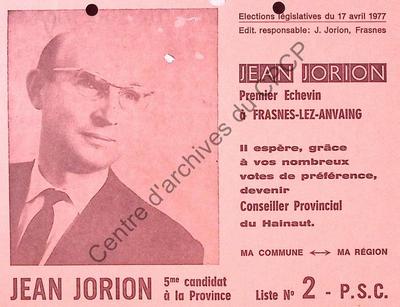 Elections législatives du 17 avril 1977
Edit. responsable: J. Jorion, Frasnes
JEAN JORION
Premier Echevin
à FRASNES-LEZ-ANVAING
Il espère, grâce
à vos nombreux
votes de préférence,
devenir
Conseiller Provincial
du Hainaut.
MA COMMUNE ↔ MA RÉGION
JEAN JORION 5me candidat
à la Province
Liste No 2 - P.S.C.
Centre d'archives du CPCP